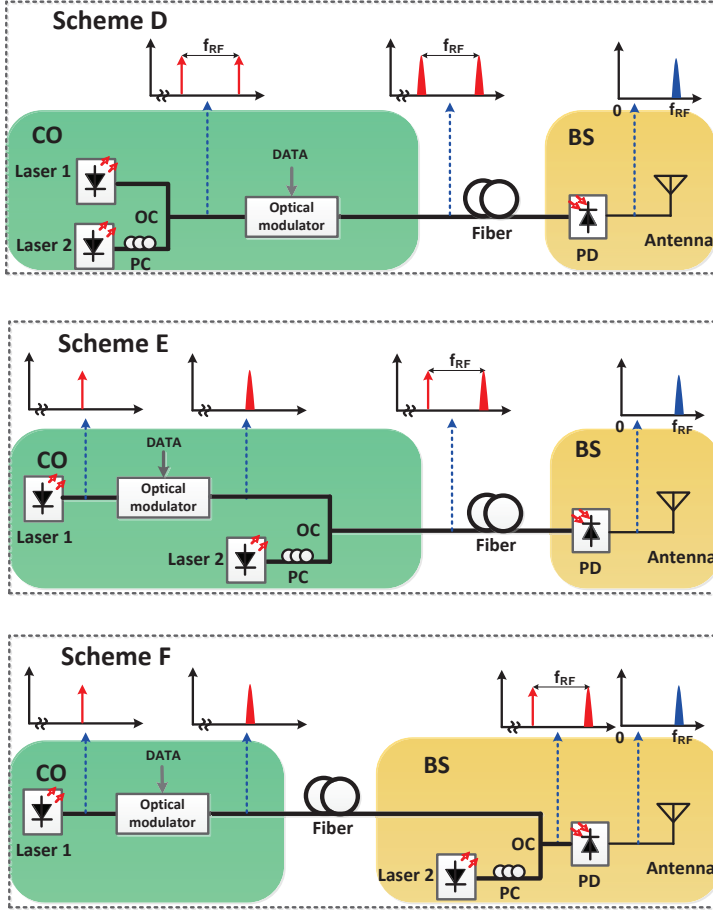 Scheme D
fRF
fRF
0
fRF
CO
BS
DATA
Laser 1
OC
Optical
modulator
Laser 2
PC
Fiber
PD
Antenna
Scheme E
fRF
0
fRF
CO
DATA
BS
Optical
modulator
Laser 1
OC
Laser 2
PC
Fiber
PD
Antenna
Scheme F
fRF
0
fRF
CO
DATA
BS
Optical
modulator
Laser 1
Fiber
OC
Laser 2
PC
PD
Antenna